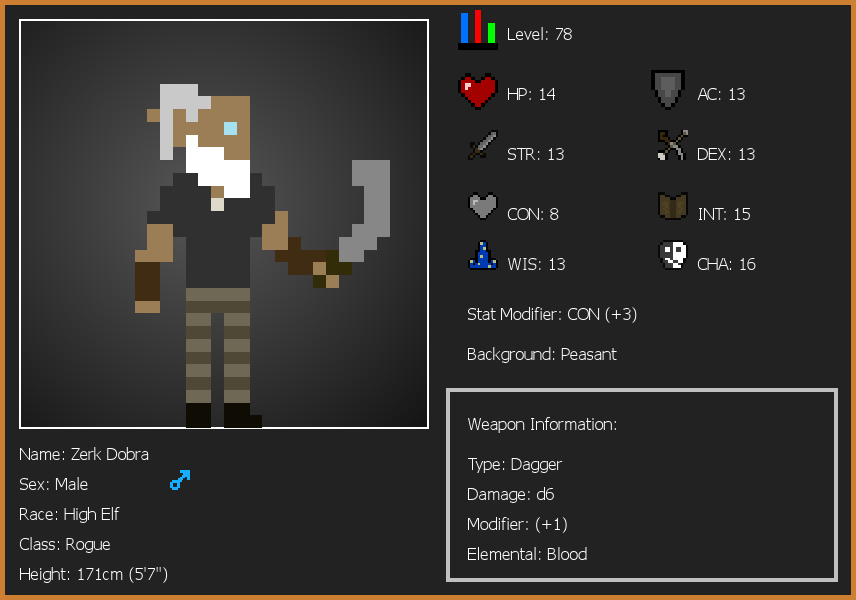 Level: 78
HP: 14
AC: 13
STR: 13
DEX: 13
CON: 8
INT: 15
WIS: 13
CHA: 16
Stat Modifier: CON (+3)
Background: Peasant
Weapon Information:
Type: Dagger
Damage: d6
Modifier: (+1)
Elemental: Blood
Name: Zerk Dobra
Sex: Male
Race: High Elf
Class: Rogue
Height: 171cm (5'7")